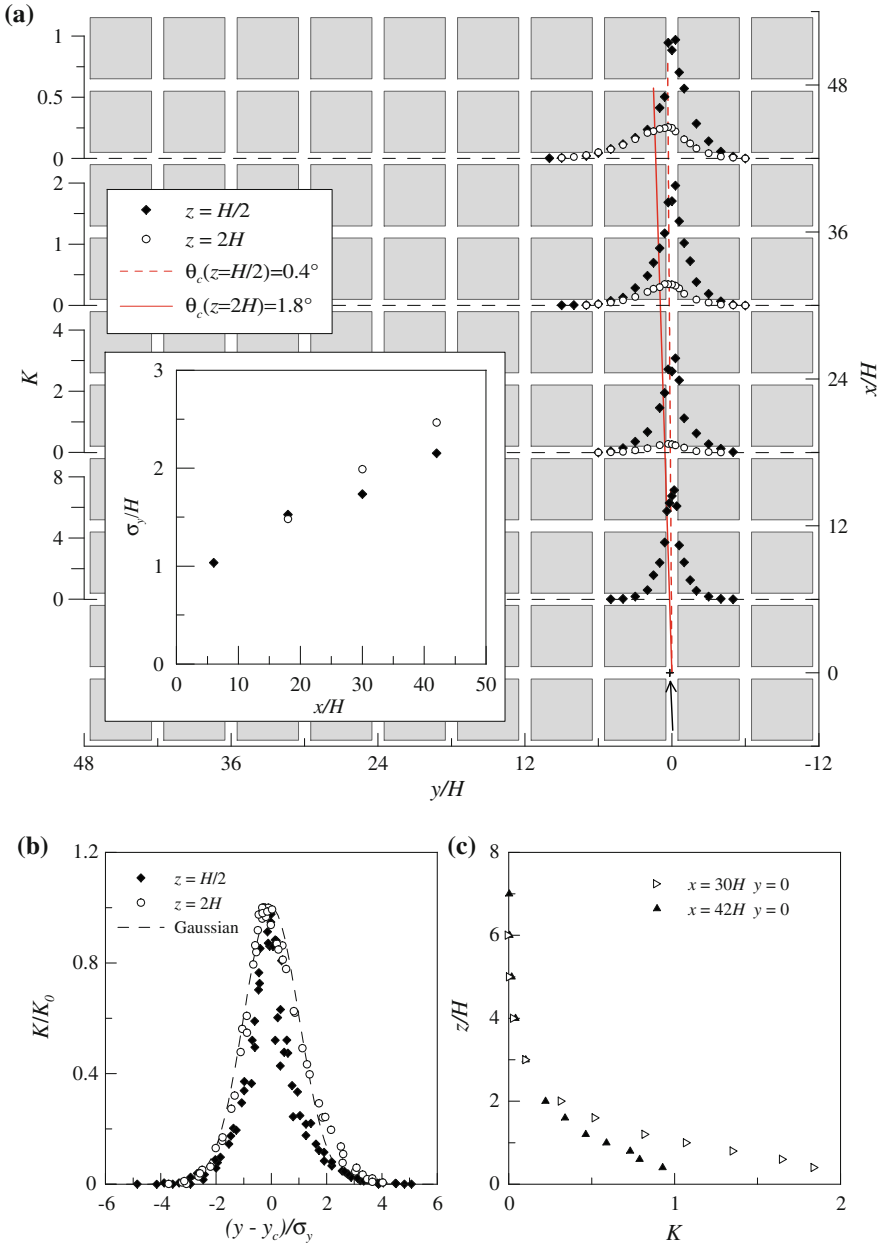 (a)
1
0.5
0
2
1
0
4
2
0
8
4
0
K
48
36
24
12
0
x/H
z = H/2
z = 2H
θc(z=H/2)=0.4°
θc(z=2H)=1.8°
3
2
1
0
σy/H
0 10 20 30 40 50
x/H
48 36 24 12 0 -12
y/H
(b)
1.2
0.8
0.4
0
K/K0
z = H/2
z = 2H
Gaussian
-6 -4 -2 0 2 4 6
(y - yc)/σy
(c)
8
6
4
2
0
z/H
x = 30H y = 0
x = 42H y = 0
0 1 2
K